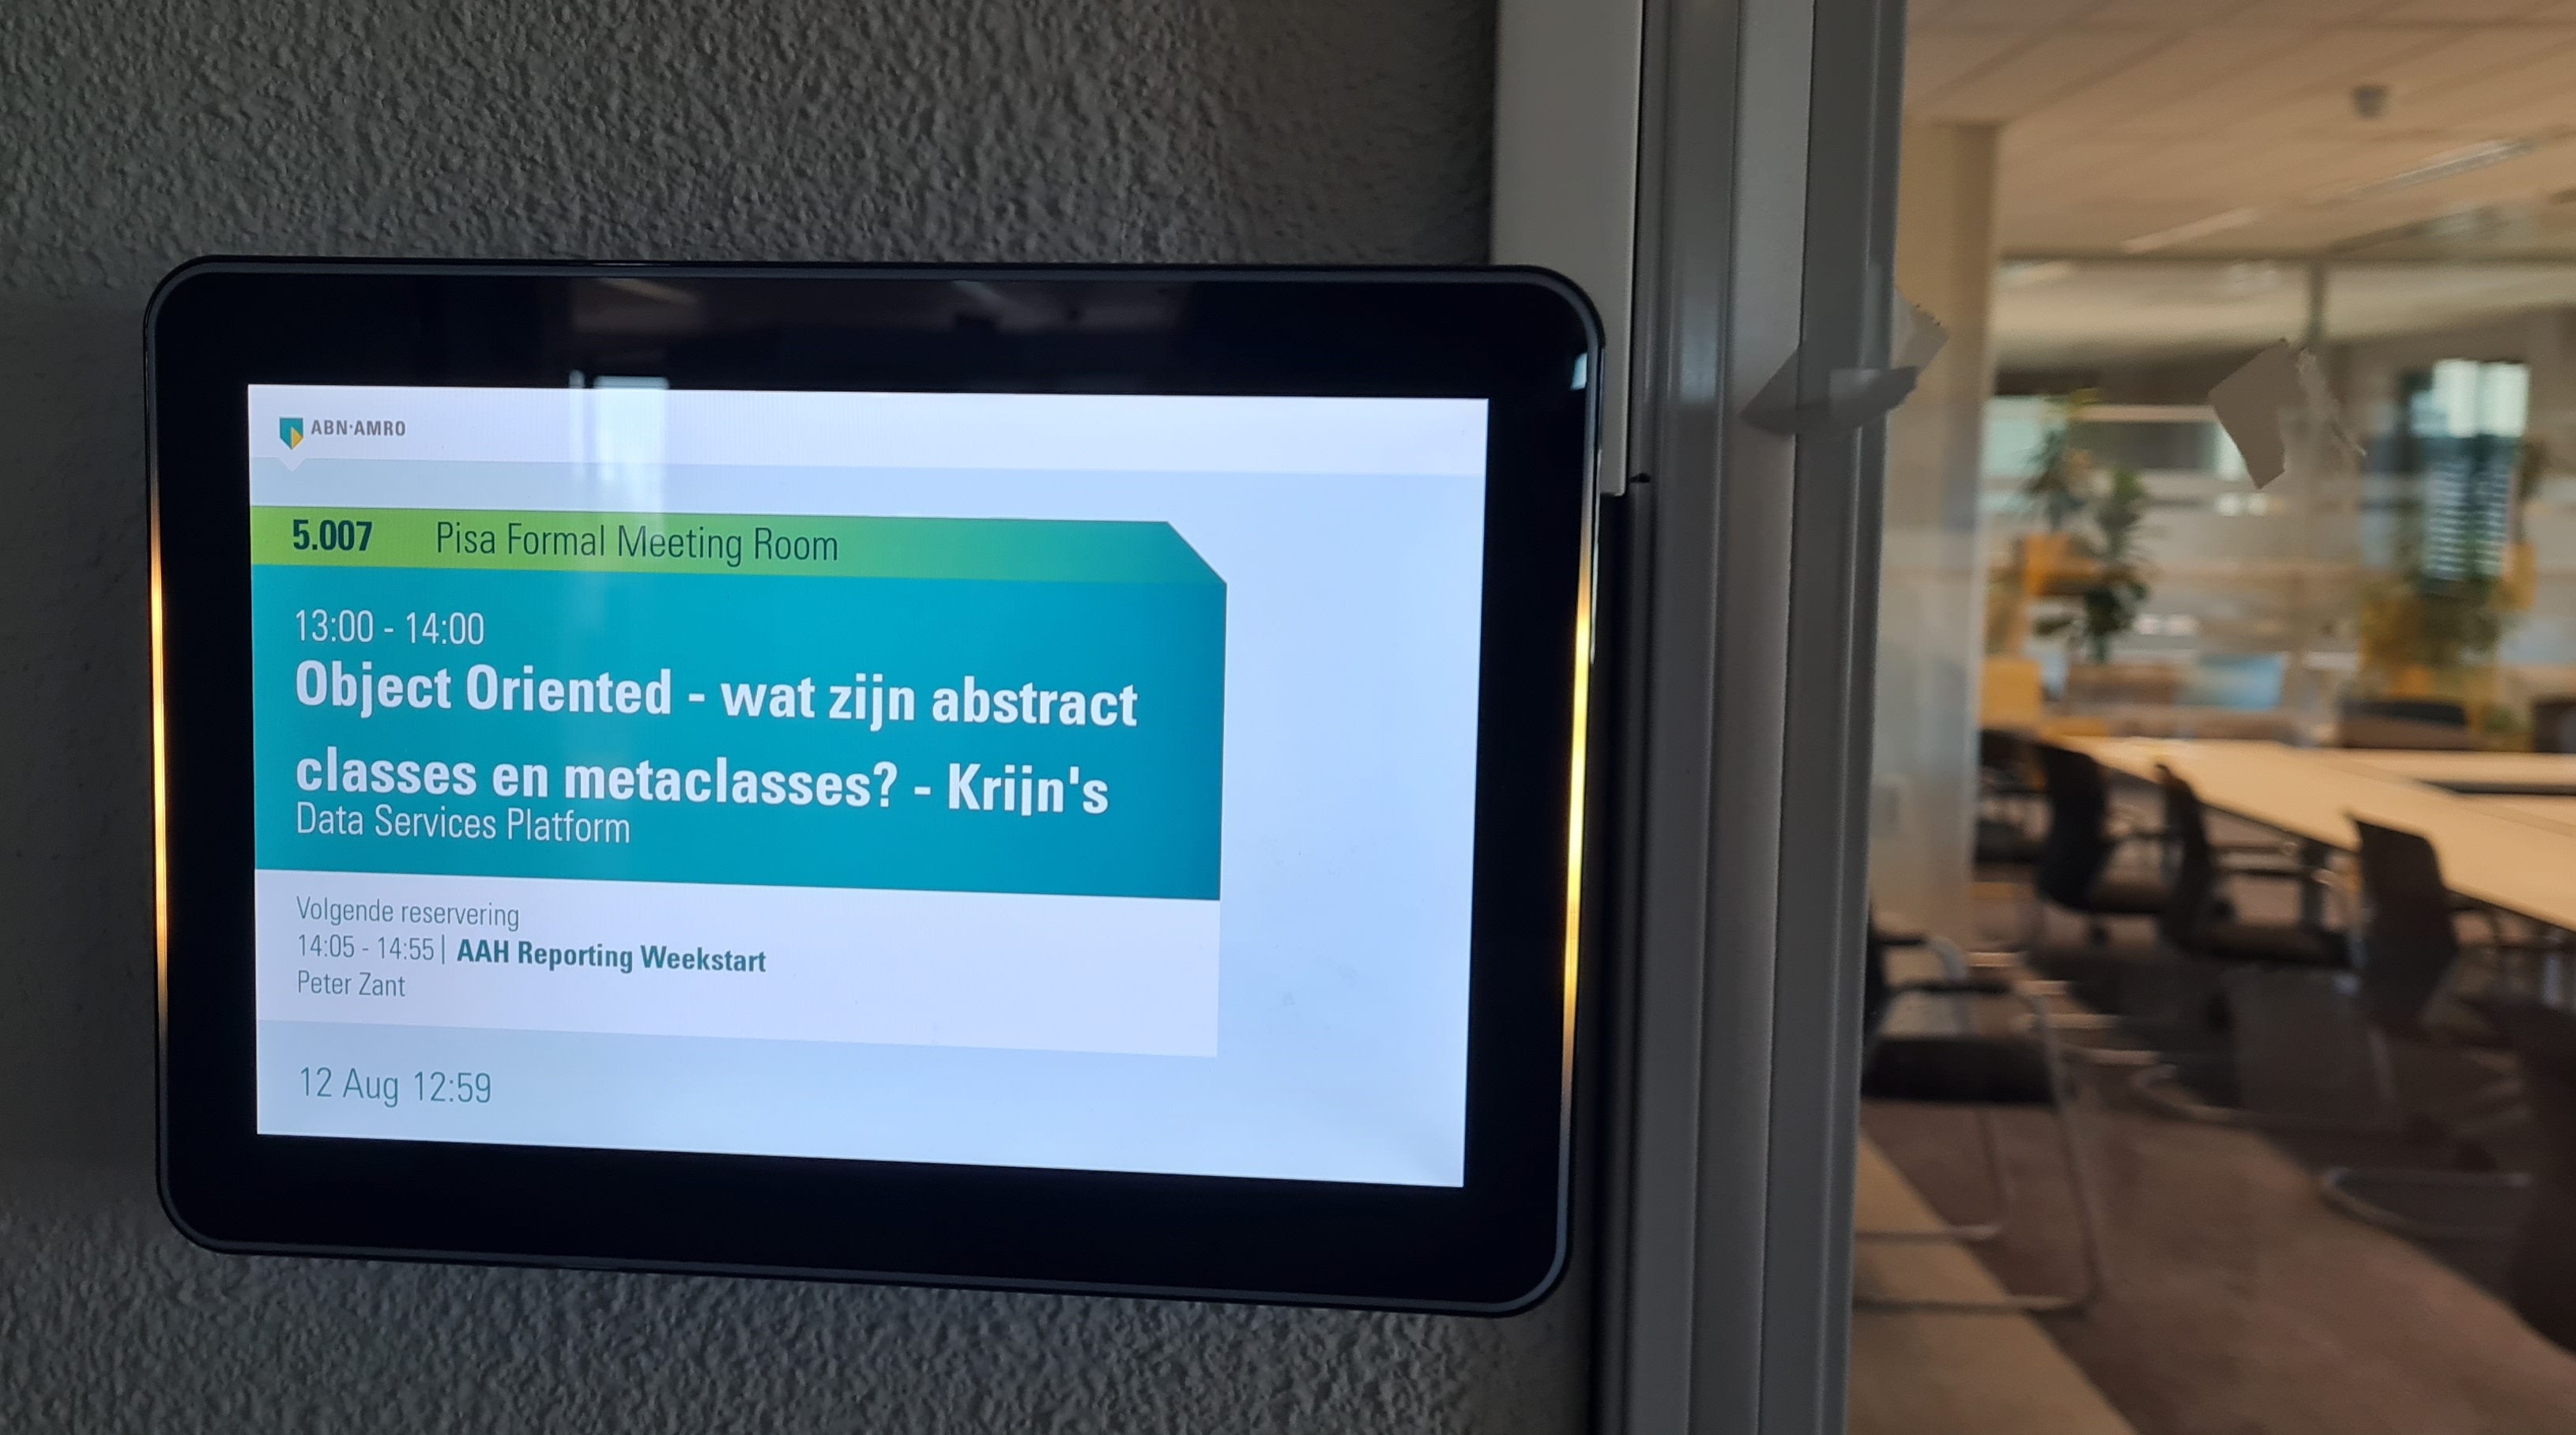 ABN·AMRO
5.007 Pisa Formal Meeting Room
13:00 - 14:00
Object Oriented - wat zijn abstract
classes en metaclasses? - Krijn's
Data Services Platform
Volgende reservering
14:05 - 14:55 | AAH Reporting Weekstart
Peter Zant
12 Aug 12:59